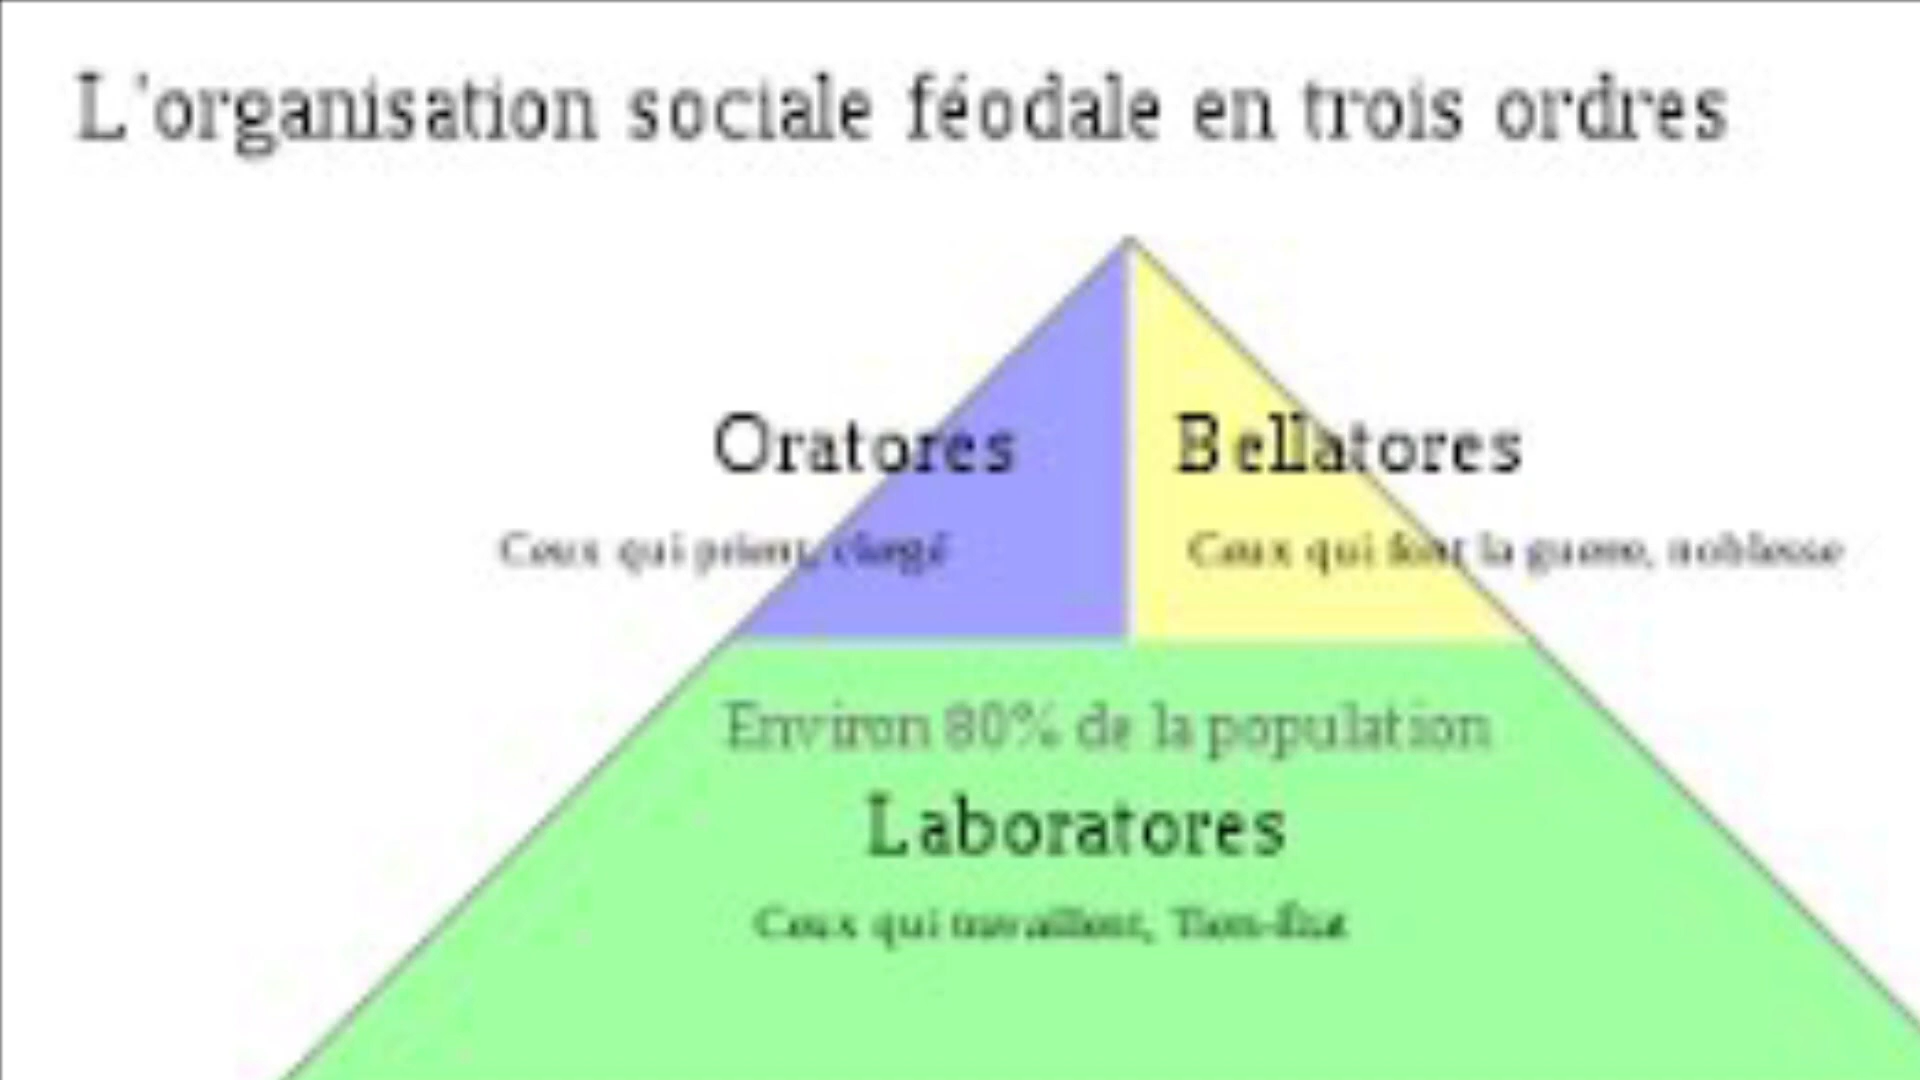 L'organisation sociale féodale en trois ordres
Oratores
Bellatores
Ceux qui prient, clergé
Ceux qui font la guerre, noblesse
Environ 80% de la population
Laboratores
Ceux qui travaillent, Tiers-État